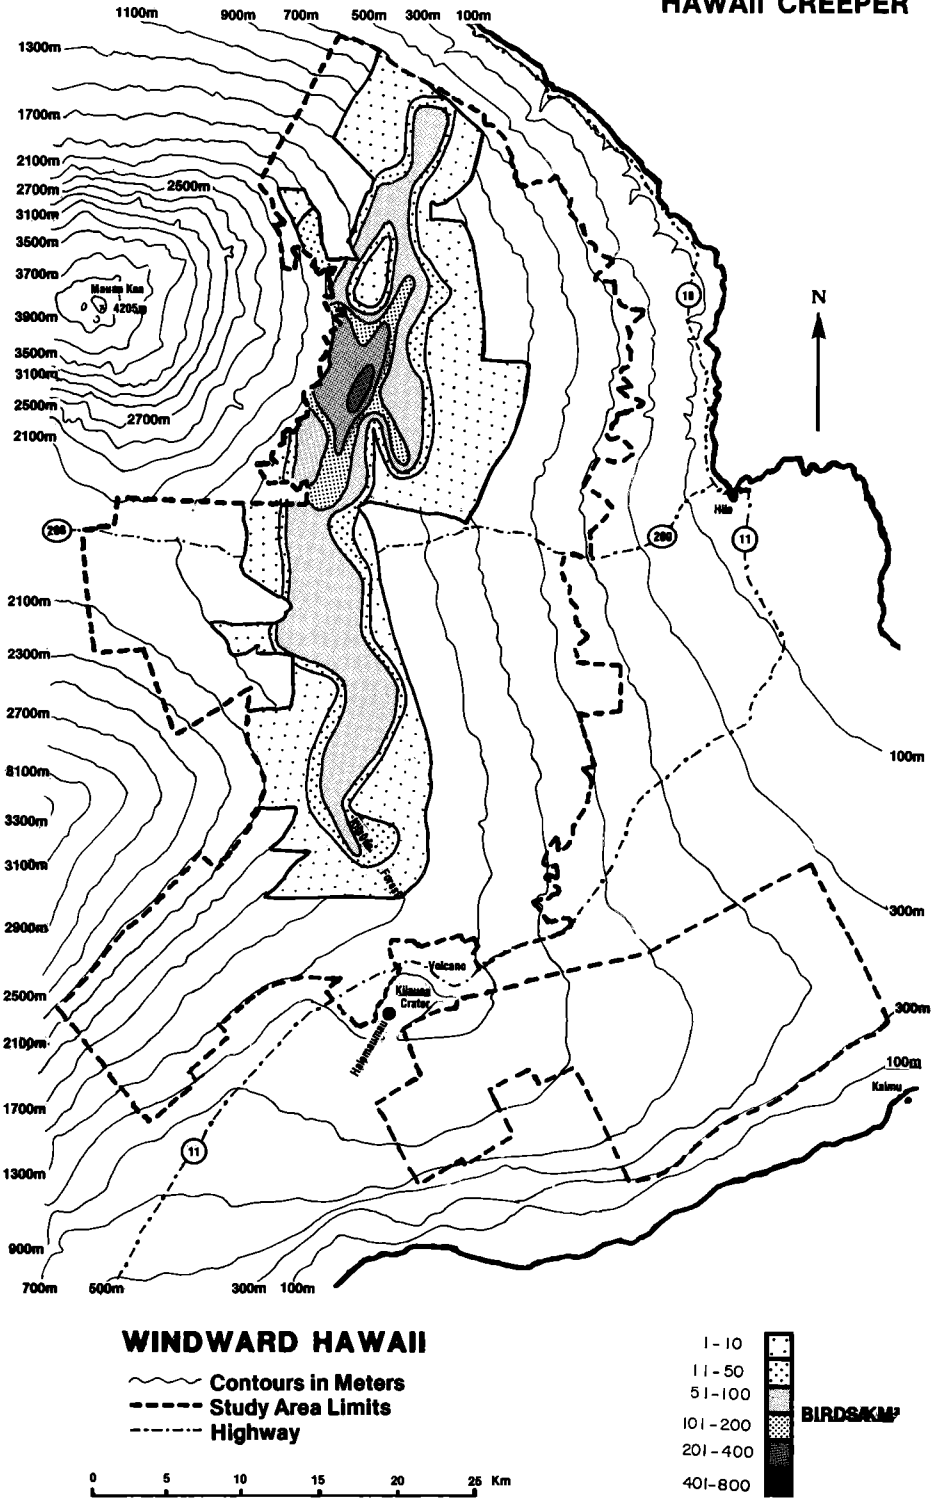 HAWAII CREEPER
1100m
900m
700m
500m
300m
100m
1300m
1700m
2100m
2700m
2500m
3100m
3500m
3700m
Mauna Kea
4205m
3900m
3500m
3100m
2500m
2700m
2100m
N
19
Hilo
200
200
11
2100m
2300m
2700m
100m
3300m
3100m
2900m
300m
Volcano
Kilauea
Crater
Halemaumau
2500m
300m
2100m
100m
Kaimu
1700m
11
1300m
900m
700m
500m
300m
100m
WINDWARD HAWAII
Contours in Meters
Study Area Limits
Highway
0 5 10 15 20 25 Km
1-10
11-50
51-100
101-200
201-400
401-800
BIRDS/KM²